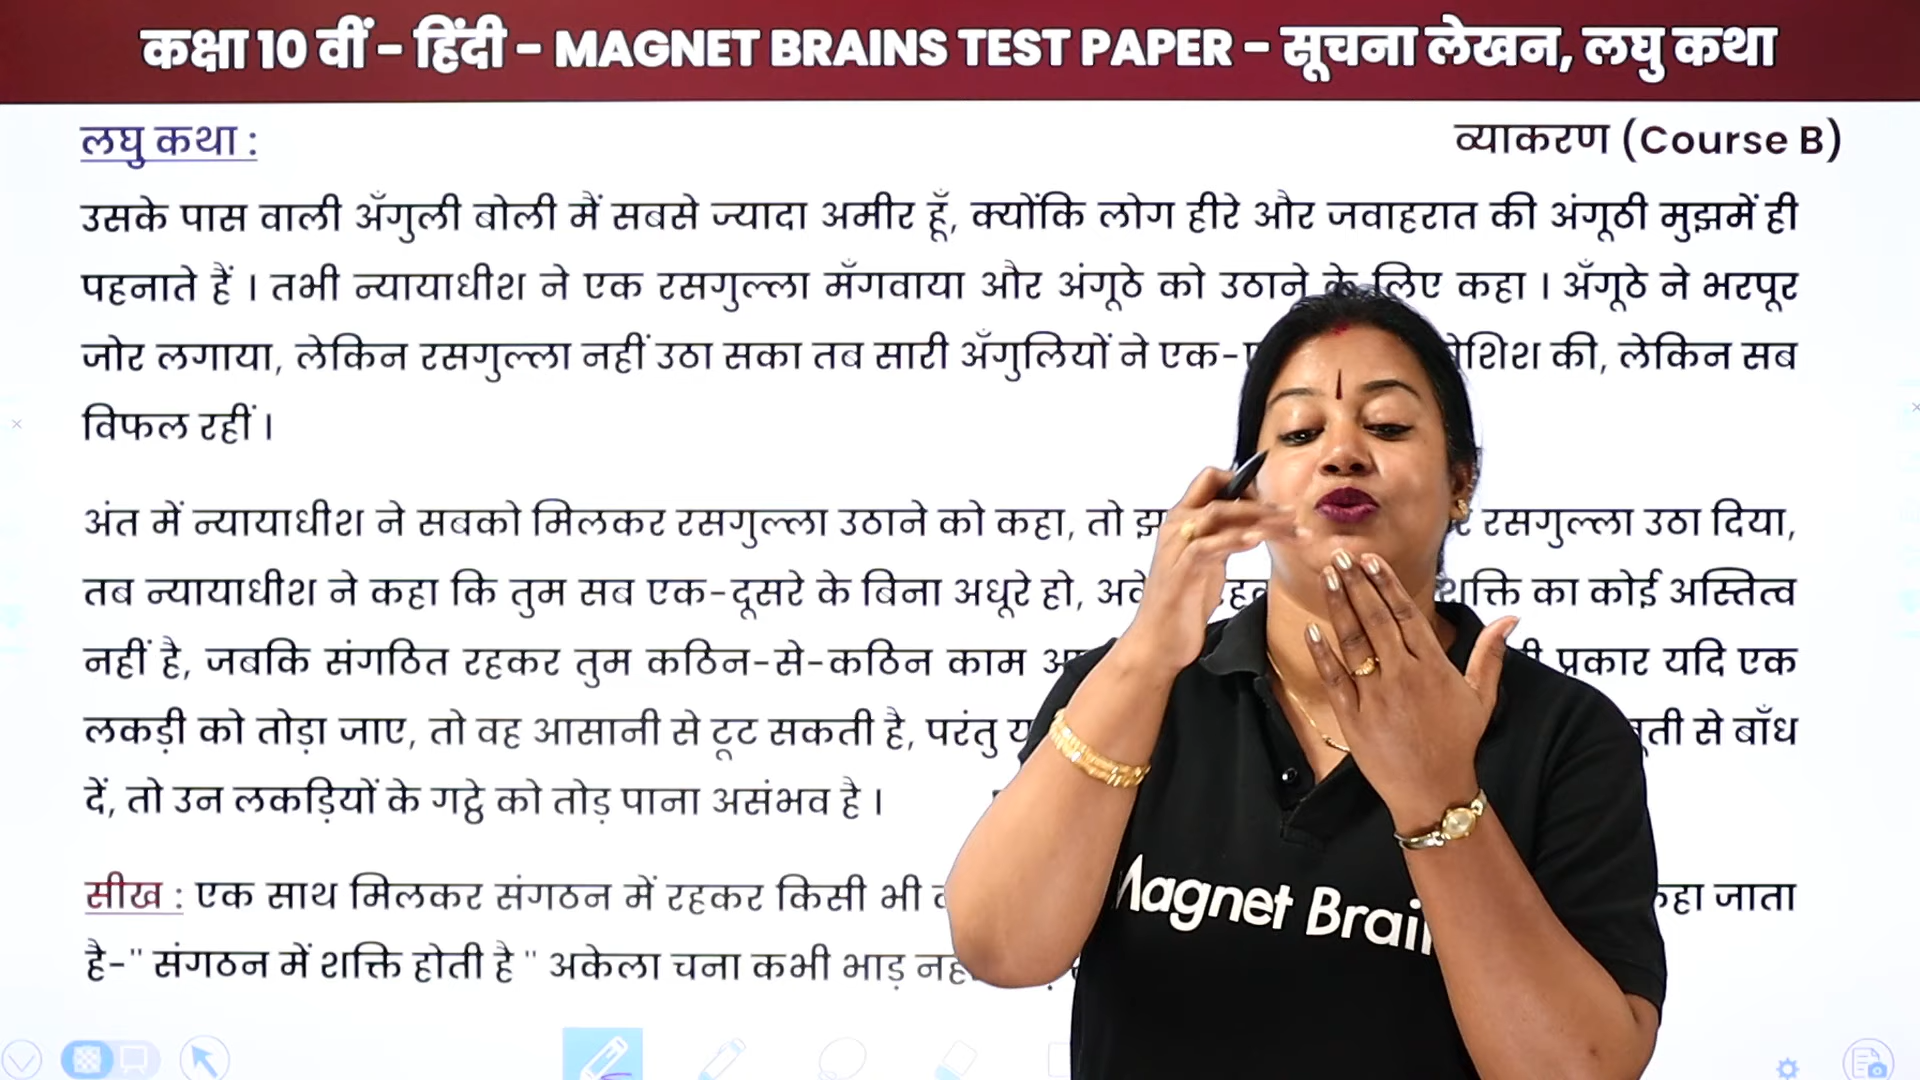 कक्षा 10 वीं - हिंदी - MAGNET BRAINS TEST PAPER - सूचना लेखन, लघु कथा
लघु कथा :
व्याकरण (Course B)
उसके पास वाली अँगुली बोली मैं सबसे ज्यादा अमीर हूँ, क्योंकि लोग हीरे और जवाहरात की अंगूठी मुझमें ही
पहनाते हैं । तभी न्यायाधीश ने एक रसगुल्ला मँगवाया और अंगूठे को उठाने के लिए कहा । अँगूठे ने भरपूर
जोर लगाया, लेकिन रसगुल्ला नहीं उठा सका तब सारी अँगुलियों ने एक- की, लेकिन सब
विफल रहीं ।
अंत में न्यायाधीश ने सबको मिलकर रसगुल्ला उठाने को कहा, तो रसगुल्ला उठा दिया,
तब न्यायाधीश ने कहा कि तुम सब एक-दूसरे के बिना अधूरे हो, शक्ति का कोई अस्तित्व
नहीं है, जबकि संगठित रहकर तुम कठिन-से-कठिन काम प्रकार यदि एक
लकड़ी को तोड़ा जाए, तो वह आसानी से टूट सकती है, परंतु से बाँध
दें, तो उन लकड़ियों के गट्ठे को तोड़ पाना असंभव है ।
सीख : एक साथ मिलकर संगठन में रहकर किसी भी कहा जाता
है-" संगठन में शक्ति होती है " अकेला चना कभी भाड़
Magnet Brain